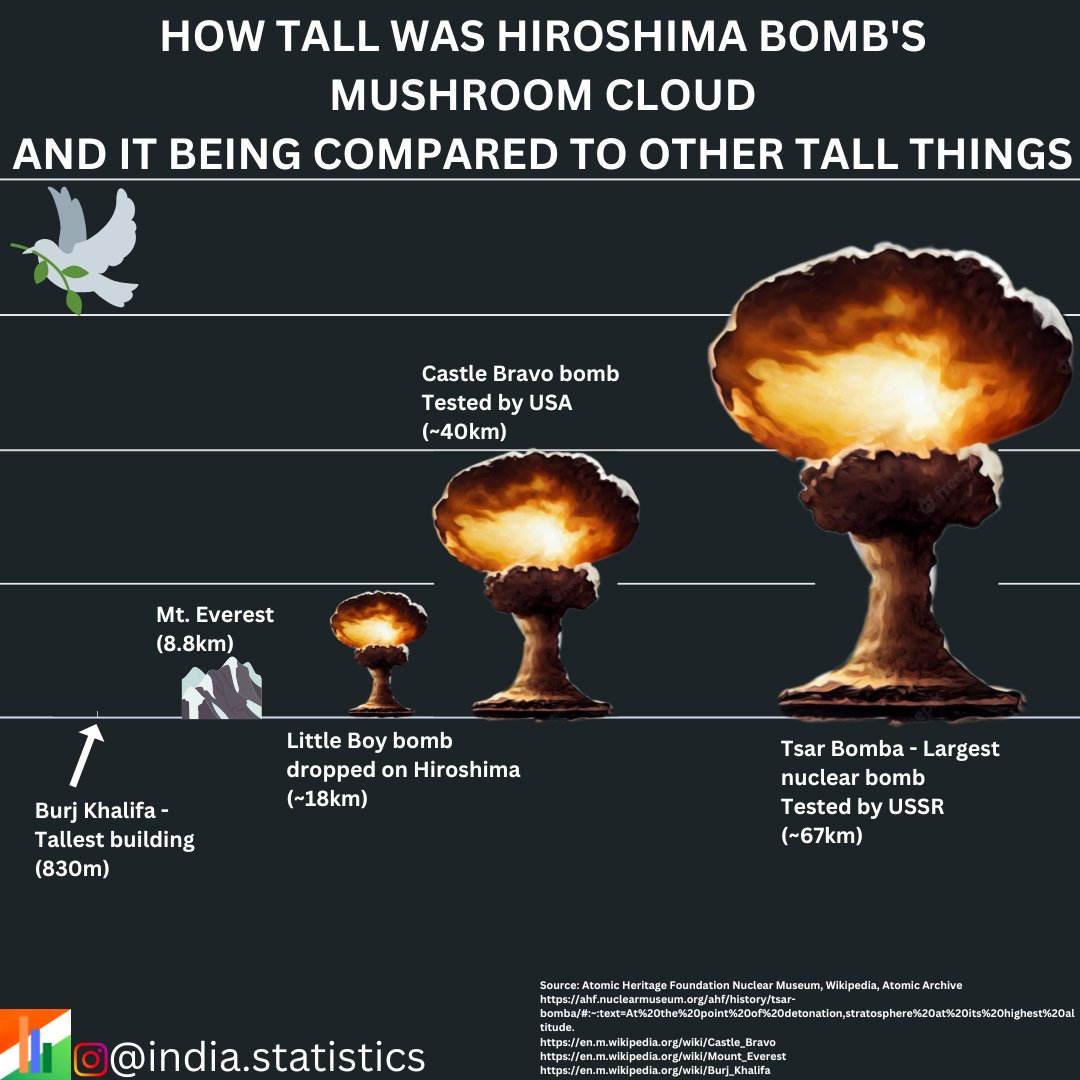 HOW TALL WAS HIROSHIMA BOMB'S
MUSHROOM CLOUD
AND IT BEING COMPARED TO OTHER TALL THINGS
Castle Bravo bomb
Tested by USA
(~40km)
Mt. Everest
(8.8km)
Little Boy bomb
dropped on Hiroshima
(~18km)
Tsar Bomba - Largest
nuclear bomb
Tested by USSR
(~67km)
Burj Khalifa -
Tallest building
(830m)
Source: Atomic Heritage Foundation Nuclear Museum, Wikipedia, Atomic Archive
https://ahf.nuclearmuseum.org/ahf/history/tsar-
bomba/#:~:text=At%20the%20point%20of%20detonation,stratosphere%20at%20its%20highest%20al
titude.
https://en.m.wikipedia.org/wiki/Castle_Bravo
https://en.m.wikipedia.org/wiki/Mount_Everest
https://en.m.wikipedia.org/wiki/Burj_Khalifa
@india.statistics